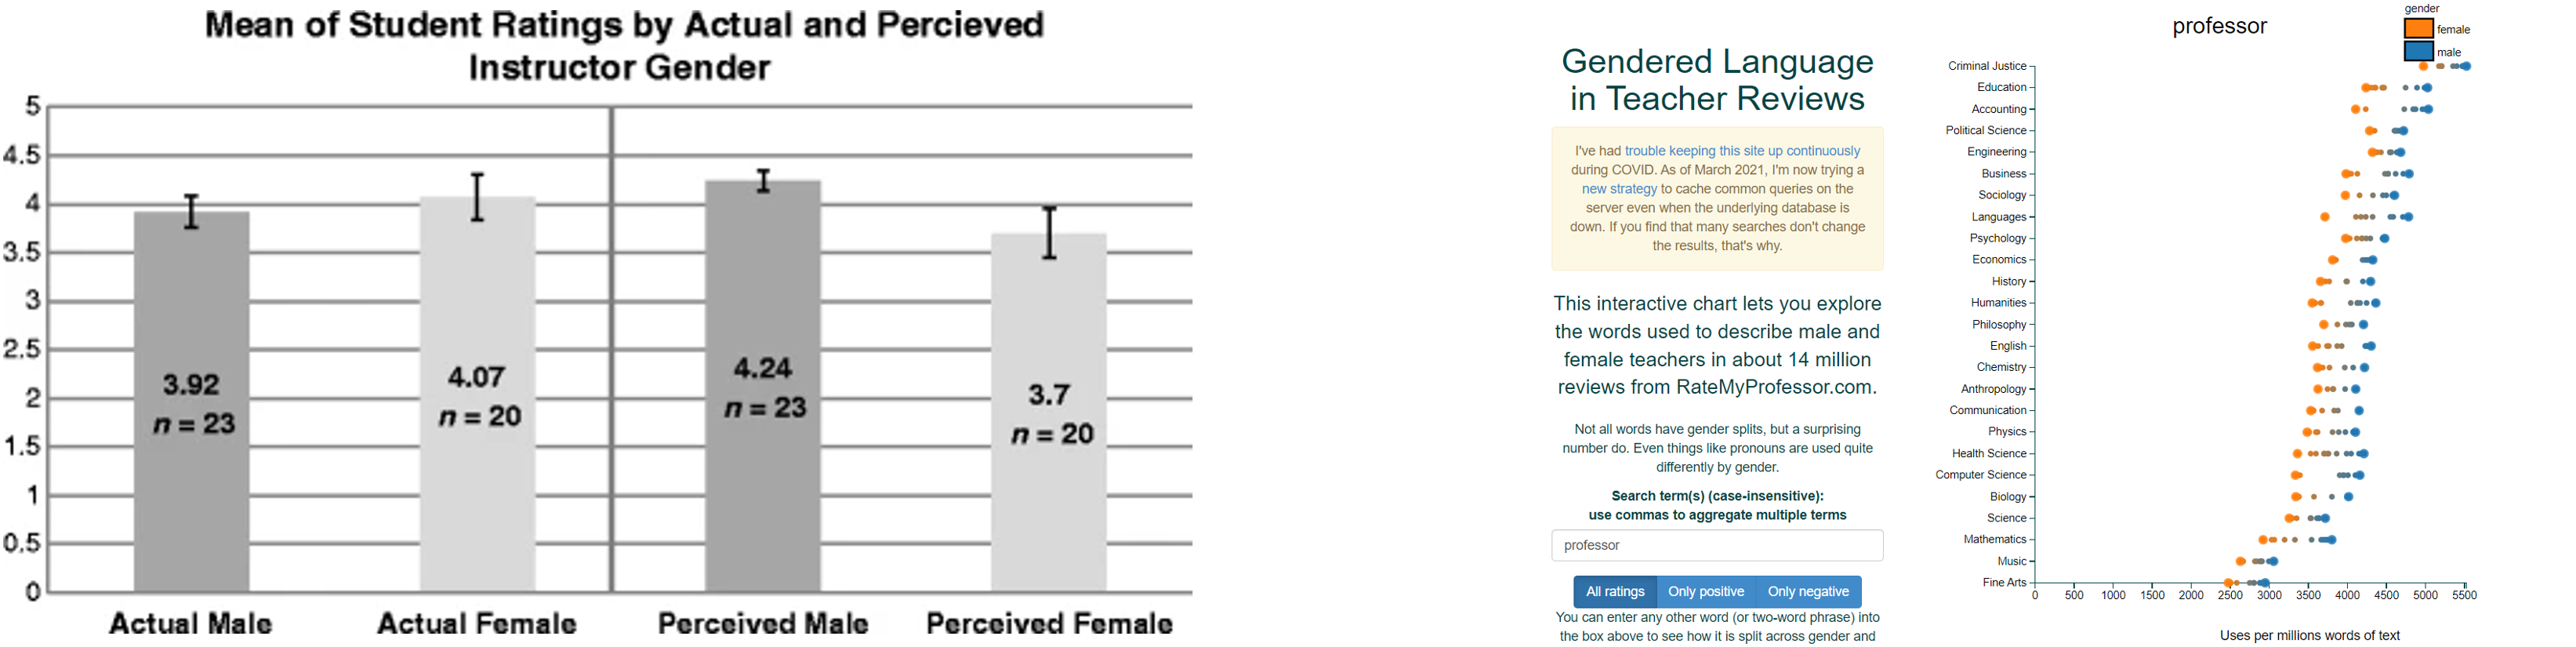 Mean of Student Ratings by Actual and Percieved
Instructor Gender
5
4.5
4
3.5
3
2.5
2
1.5
1
0.5
0
3.92
n = 23
4.07
n = 20
4.24
n = 23
3.7
n = 20
Actual Male
Actual Female
Perceived Male
Perceived Female
Gendered Language
in Teacher Reviews
I've had trouble keeping this site up continuously
during COVID. As of March 2021, I'm now trying a
new strategy to cache common queries on the
server even when the underlying database is
down. If you find that many searches don't change
the results, that's why.
This interactive chart lets you explore
the words used to describe male and
female teachers in about 14 million
reviews from RateMyProfessor.com.
Not all words have gender splits, but a surprising
number do. Even things like pronouns are used quite
differently by gender.
Search term(s) (case-insensitive):
use commas to aggregate multiple terms
professor
All ratings
Only positive
Only negative
You can enter any other word (or two-word phrase) into
the box above to see how it is split across gender and
professor
gender
female
male
Criminal Justice
Education
Accounting
Political Science
Engineering
Business
Sociology
Languages
Psychology
Economics
History
Humanities
Philosophy
English
Chemistry
Anthropology
Communication
Physics
Health Science
Computer Science
Biology
Science
Mathematics
Music
Fine Arts
0
500
1000
1500
2000
2500
3000
3500
4000
4500
5000
5500
Uses per millions words of text